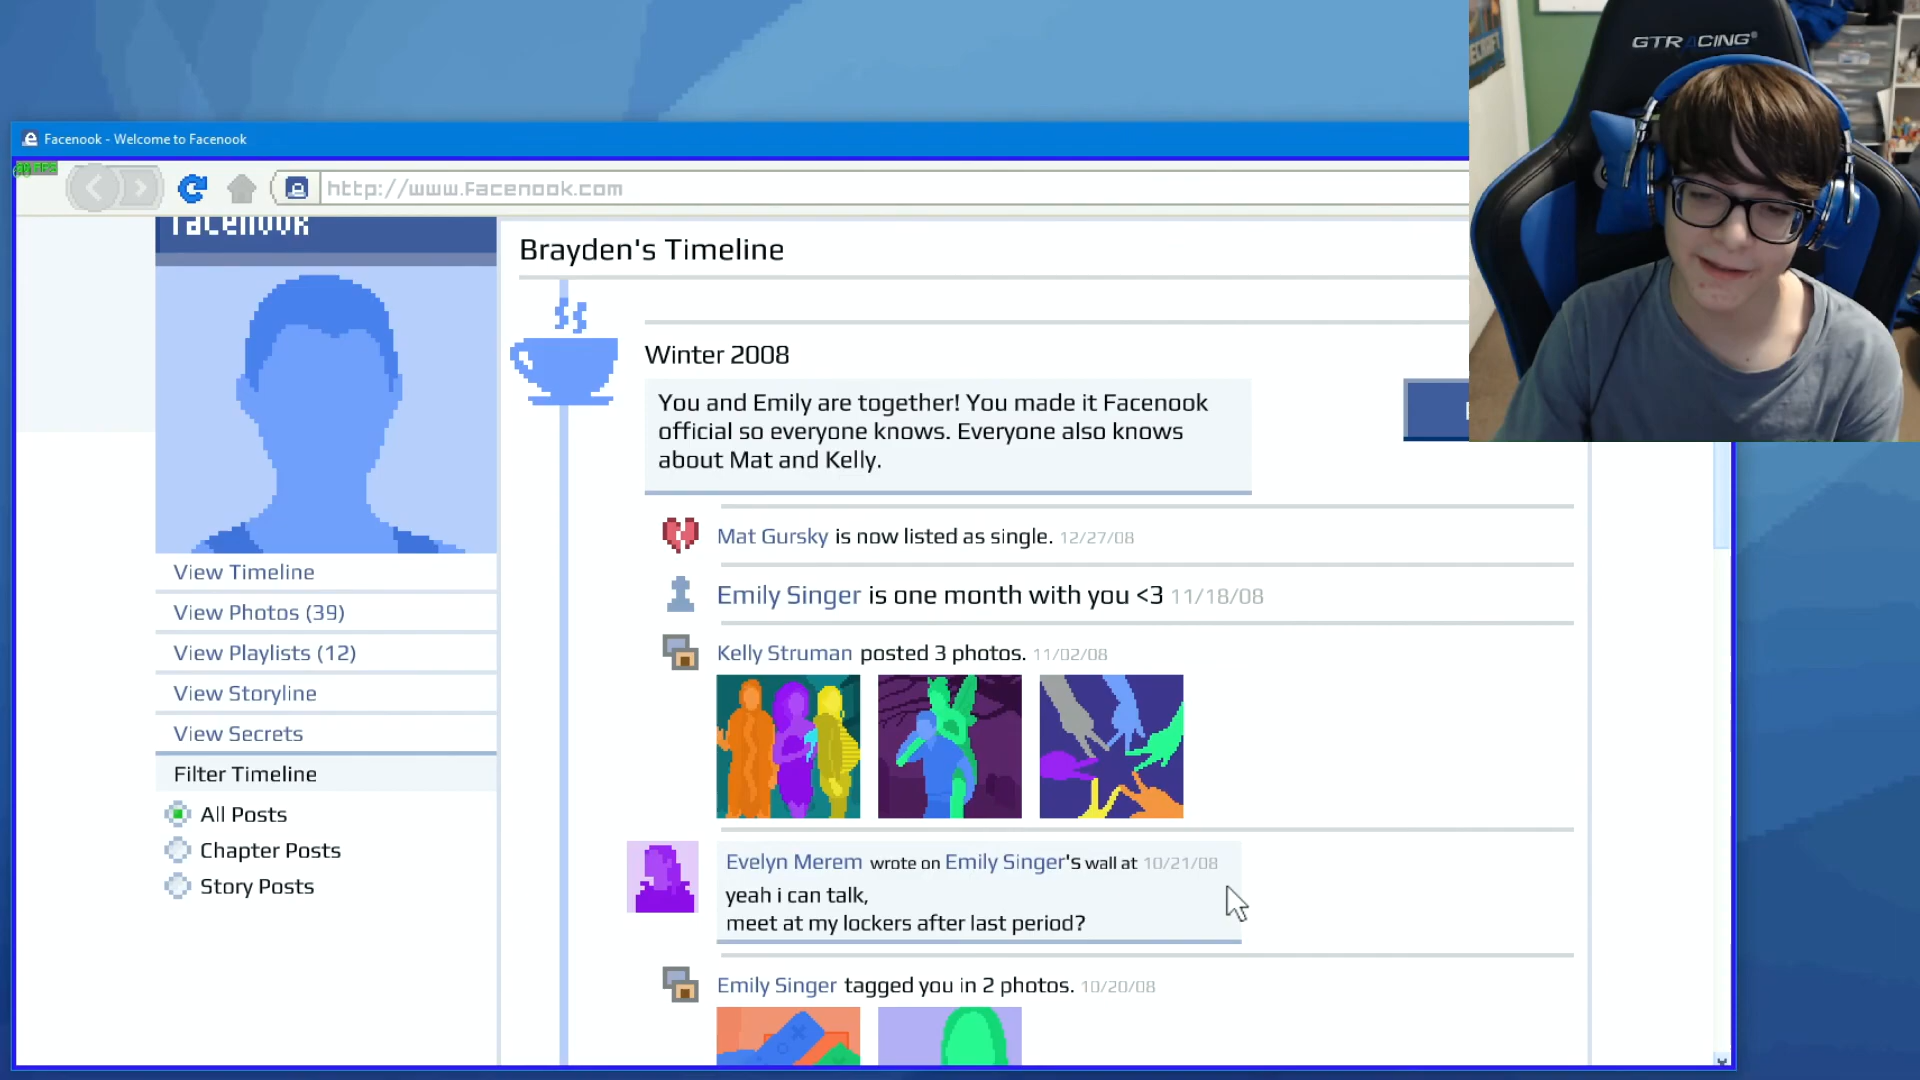 GTRACING
Facenook - Welcome to Facenook
http://www.Facenook.com
facenook
Brayden's Timeline
Winter 2008
You and Emily are together! You made it Facenook
official so everyone knows. Everyone also knows
about Mat and Kelly.
Mat Gursky is now listed as single. 12/27/08
Emily Singer is one month with you <3 11/18/08
Kelly Struman posted 3 photos. 11/02/08
Evelyn Merem wrote on Emily Singer's wall at 10/21/08
yeah i can talk,
meet at my lockers after last period?
Emily Singer tagged you in 2 photos. 10/20/08
View Timeline
View Photos (39)
View Playlists (12)
View Storyline
View Secrets
Filter Timeline
All Posts
Chapter Posts
Story Posts